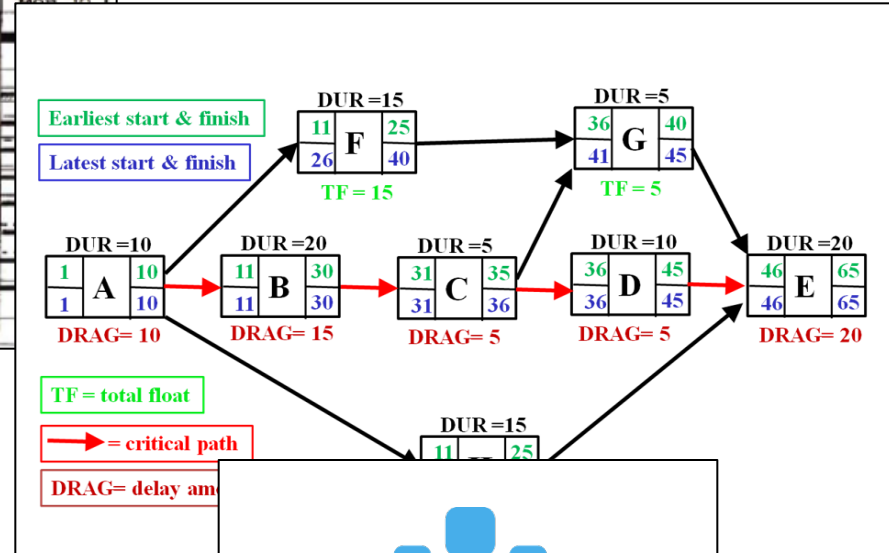 DUR =15
DUR =5
Earliest start & finish
11 F 25
26 40
36 G 40
41 45
Latest start & finish
TF = 15
TF = 5
DUR =10
DUR =20
DUR =5
DUR =10
DUR =20
1 A 10
1 10
11 B 30
11 30
31 C 35
31 36
36 D 45
36 45
46 E 65
46 65
DRAG= 10
DRAG= 15
DRAG= 5
DRAG= 5
DRAG= 20
TF = total float
DUR =15
= critical path
11 25
DRAG= delay